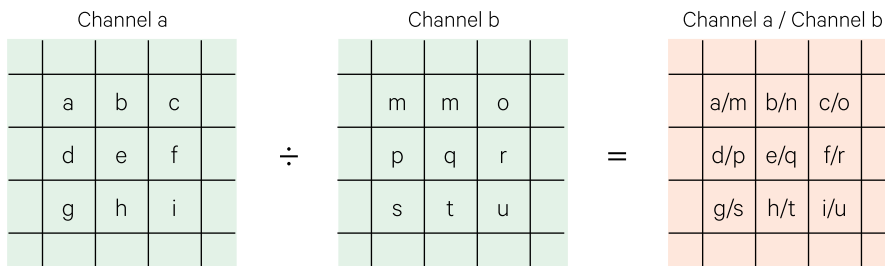 Channel a Channel b Channel a / Channel b
a b c m m o a/m b/n c/o
d e f ÷ p q r = d/p e/q f/r
g h i s t u g/s h/t i/u